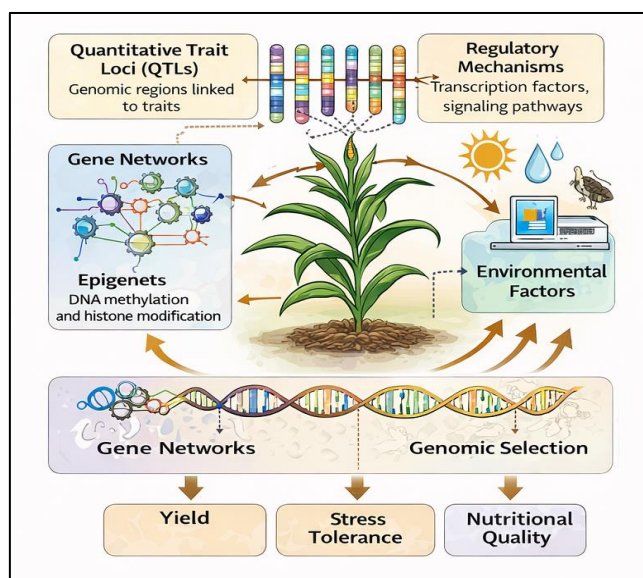 Quantitative Trait
Loci (QTLs)
Genomic regions linked
to traits
Regulatory
Mechanisms
Transcription factors,
signaling pathways
Gene Networks
Epigenets
DNA methylation
and histone modification
Environmental
Factors
Gene Networks
Genomic Selection
Yield
Stress
Tolerance
Nutritional
Quality